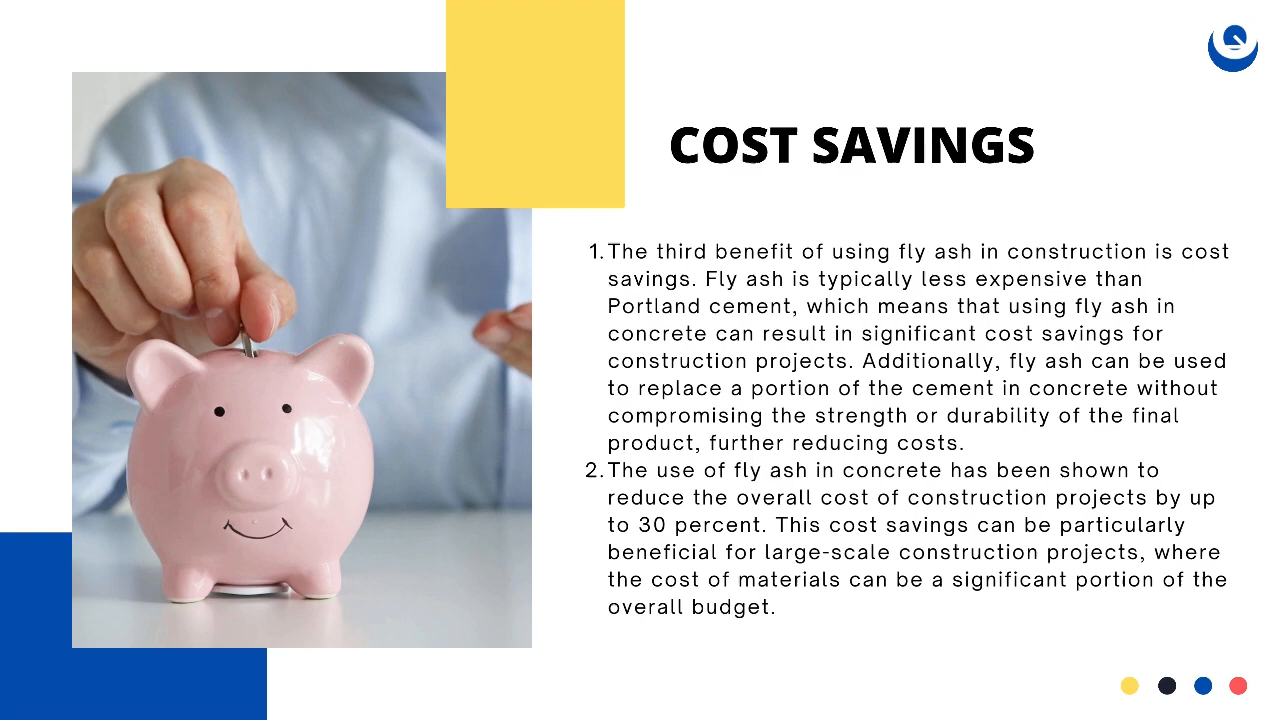 COST SAVINGS
1. The third benefit of using fly ash in construction is cost
savings. Fly ash is typically less expensive than
Portland cement, which means that using fly ash in
concrete can result in significant cost savings for
construction projects. Additionally, fly ash can be used
to replace a portion of the cement in concrete without
compromising the strength or durability of the final
product, further reducing costs.
2. The use of fly ash in concrete has been shown to
reduce the overall cost of construction projects by up
to 30 percent. This cost savings can be particularly
beneficial for large-scale construction projects, where
the cost of materials can be a significant portion of the
overall budget.